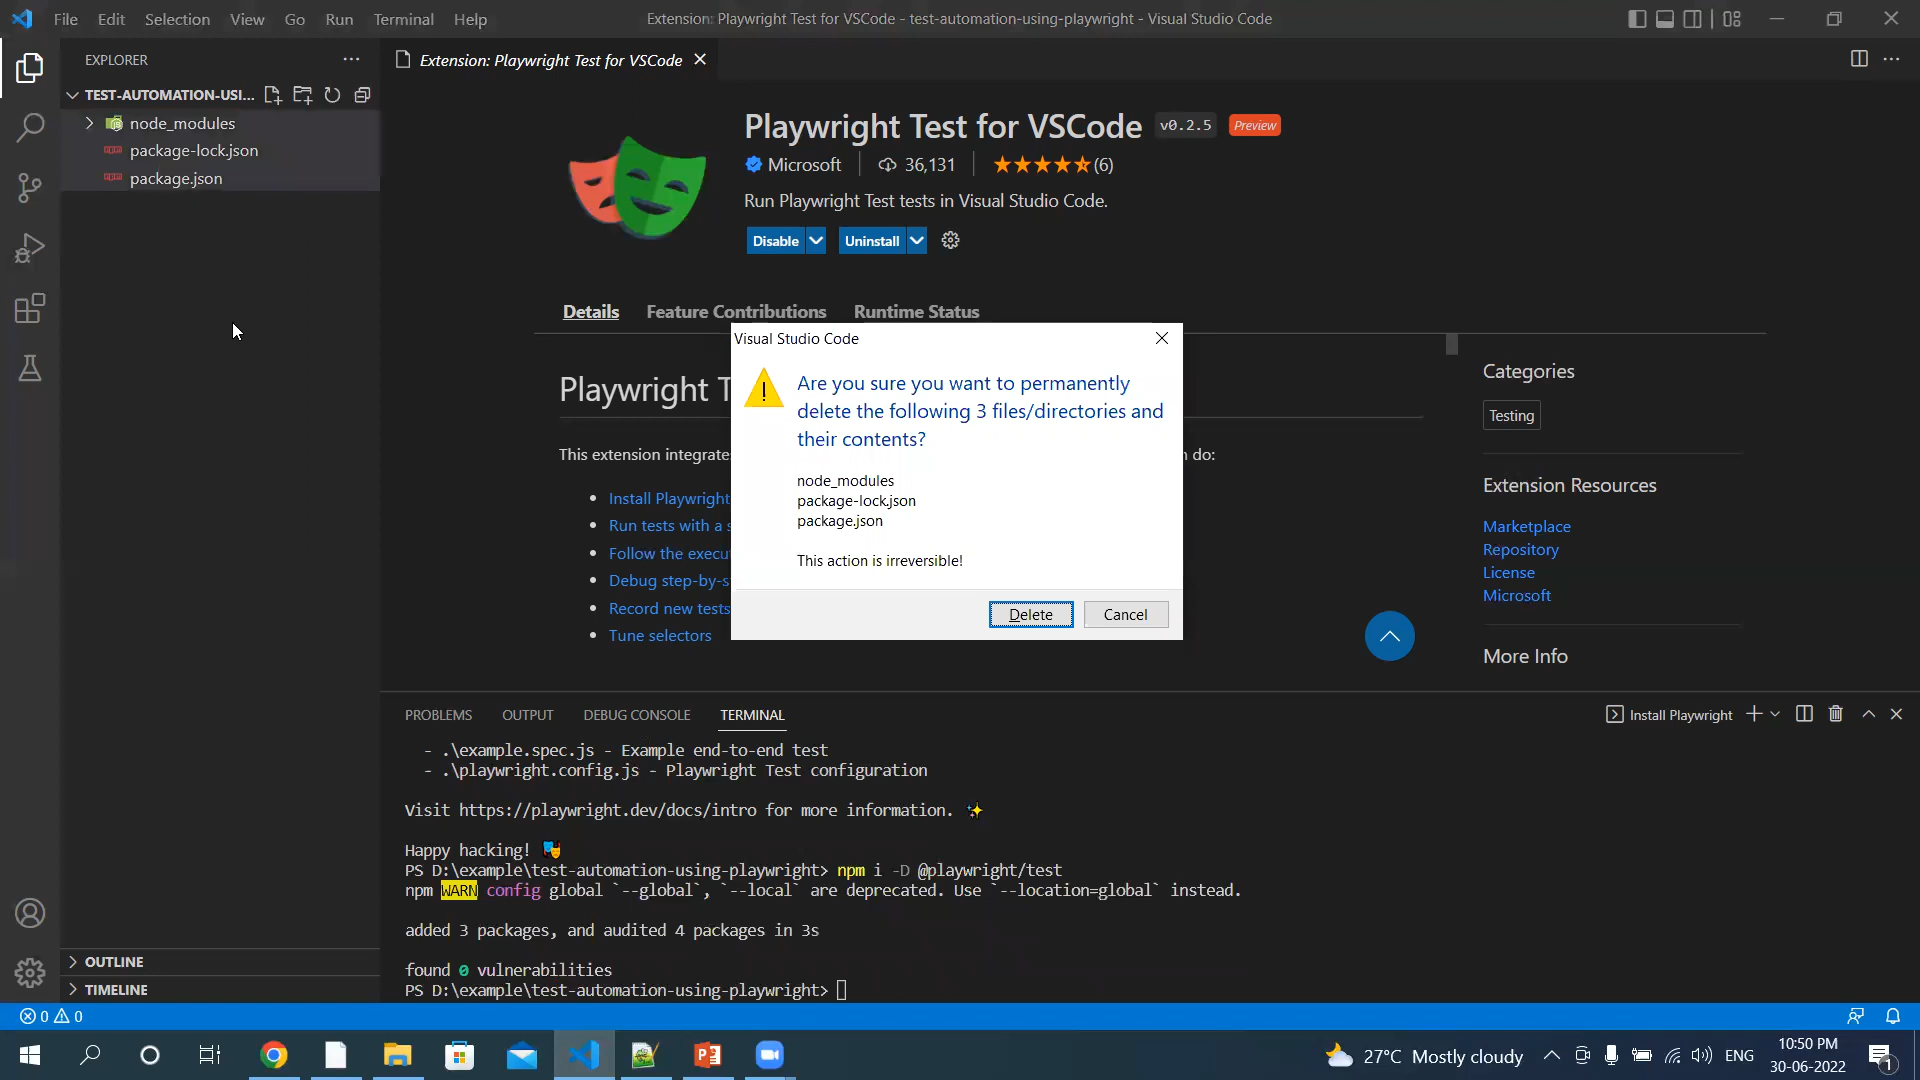 File Edit Selection View Go Run Terminal Help
Extension: Playwright Test for VSCode - test-automation-using-playwright - Visual Studio Code
EXPLORER
Extension: Playwright Test for VSCode
TEST-AUTOMATION-USI...
node_modules
package-lock.json
package.json
Playwright Test for VSCode v0.2.5 Preview
Microsoft 36,131 (6)
Run Playwright Test tests in Visual Studio Code.
Disable Uninstall
Details Feature Contributions Runtime Status
Playwright T
This extension integrate
n do:
Install Playwright
Run tests with a s
Follow the execu
Debug step-by-s
Record new tests
Tune selectors
Categories
Testing
Extension Resources
Marketplace
Repository
License
Microsoft
More Info
Visual Studio Code
Are you sure you want to permanently
delete the following 3 files/directories and
their contents?
node_modules
package-lock.json
package.json
This action is irreversible!
Delete Cancel
PROBLEMS OUTPUT DEBUG CONSOLE TERMINAL
Install Playwright
- .\example.spec.js - Example end-to-end test
- .\playwright.config.js - Playwright Test configuration
Visit https://playwright.dev/docs/intro for more information. ✨
Happy hacking! 🎭
PS D:\example\test-automation-using-playwright> npm i -D @playwright/test
npm WARN config global `--global`, `--local` are deprecated. Use `--location=global` instead.
added 3 packages, and audited 4 packages in 3s
found 0 vulnerabilities
PS D:\example\test-automation-using-playwright>
OUTLINE
TIMELINE
0 0
27°C Mostly cloudy
ENG
10:50 PM
30-06-2022
1